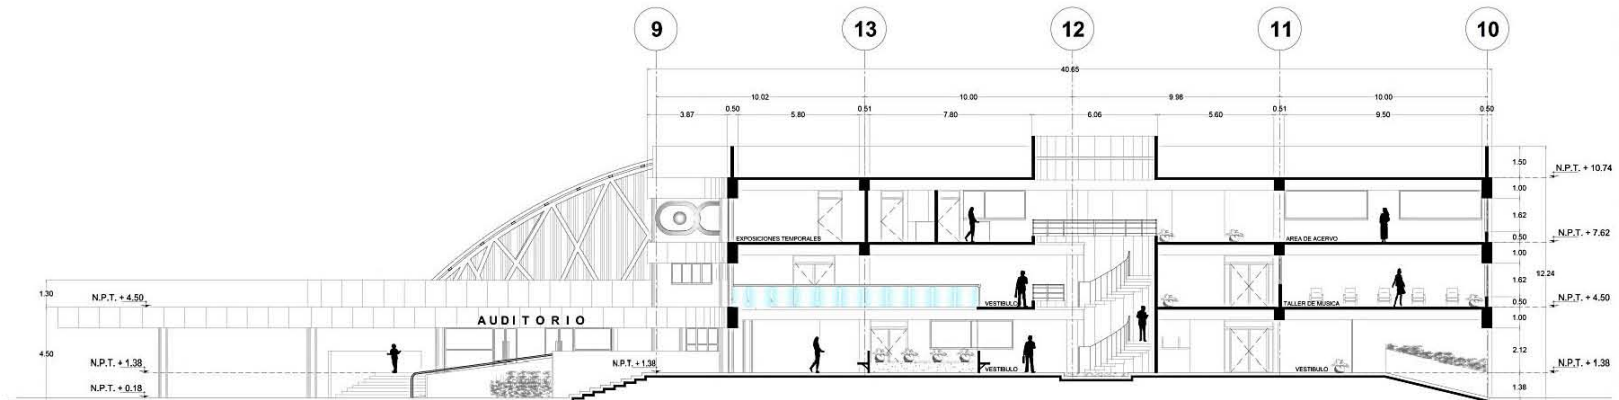 9 13 12 11 10
40.65
10.02 10.00 9.98 10.00
3.87 0.50 5.80 0.51 7.80 6.06 5.60 0.51 9.50 0.50
1.50
N.P.T. + 10.74
1.00
1.62
EXPOSICIONES TEMPORALES
AREA DE ACERVO
0.50
N.P.T. + 7.62
1.00
12.24
1.62
1.30
N.P.T. + 4.50
VESTIBULO
TALLER DE MUSICA
0.50
N.P.T. + 4.50
AUDITORIO
1.00
4.50
2.12
N.P.T. + 1.38
N.P.T. + 1.38
VESTIBULO
VESTIBULO
N.P.T. + 1.38
N.P.T. + 0.18
1.38